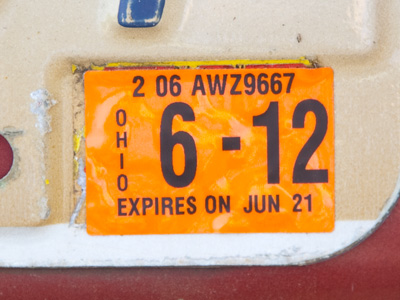 2 06 AWZ9667
OHIO
6-12
EXPIRES ON JUN 21